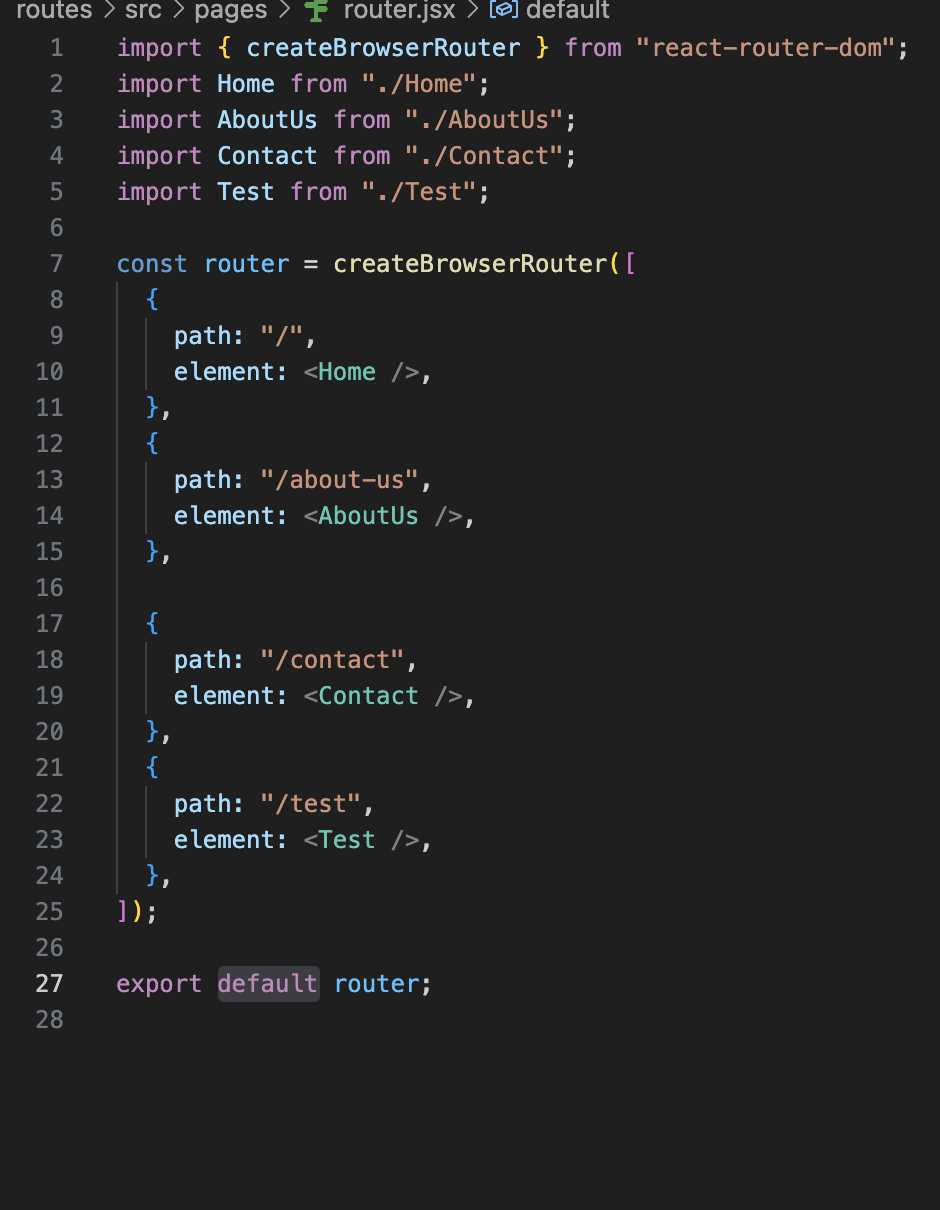 routes > src > pages > router.jsx > default
1 import { createBrowserRouter } from "react-router-dom";
2 import Home from "./Home";
3 import AboutUs from "./AboutUs";
4 import Contact from "./Contact";
5 import Test from "./Test";
6
7 const router = createBrowserRouter([
8   {
9     path: "/",
10     element: <Home />,
11   },
12   {
13     path: "/about-us",
14     element: <AboutUs />,
15   },
16
17   {
18     path: "/contact",
19     element: <Contact />,
20   },
21   {
22     path: "/test",
23     element: <Test />,
24   },
25 ]);
26
27 export default router;
28